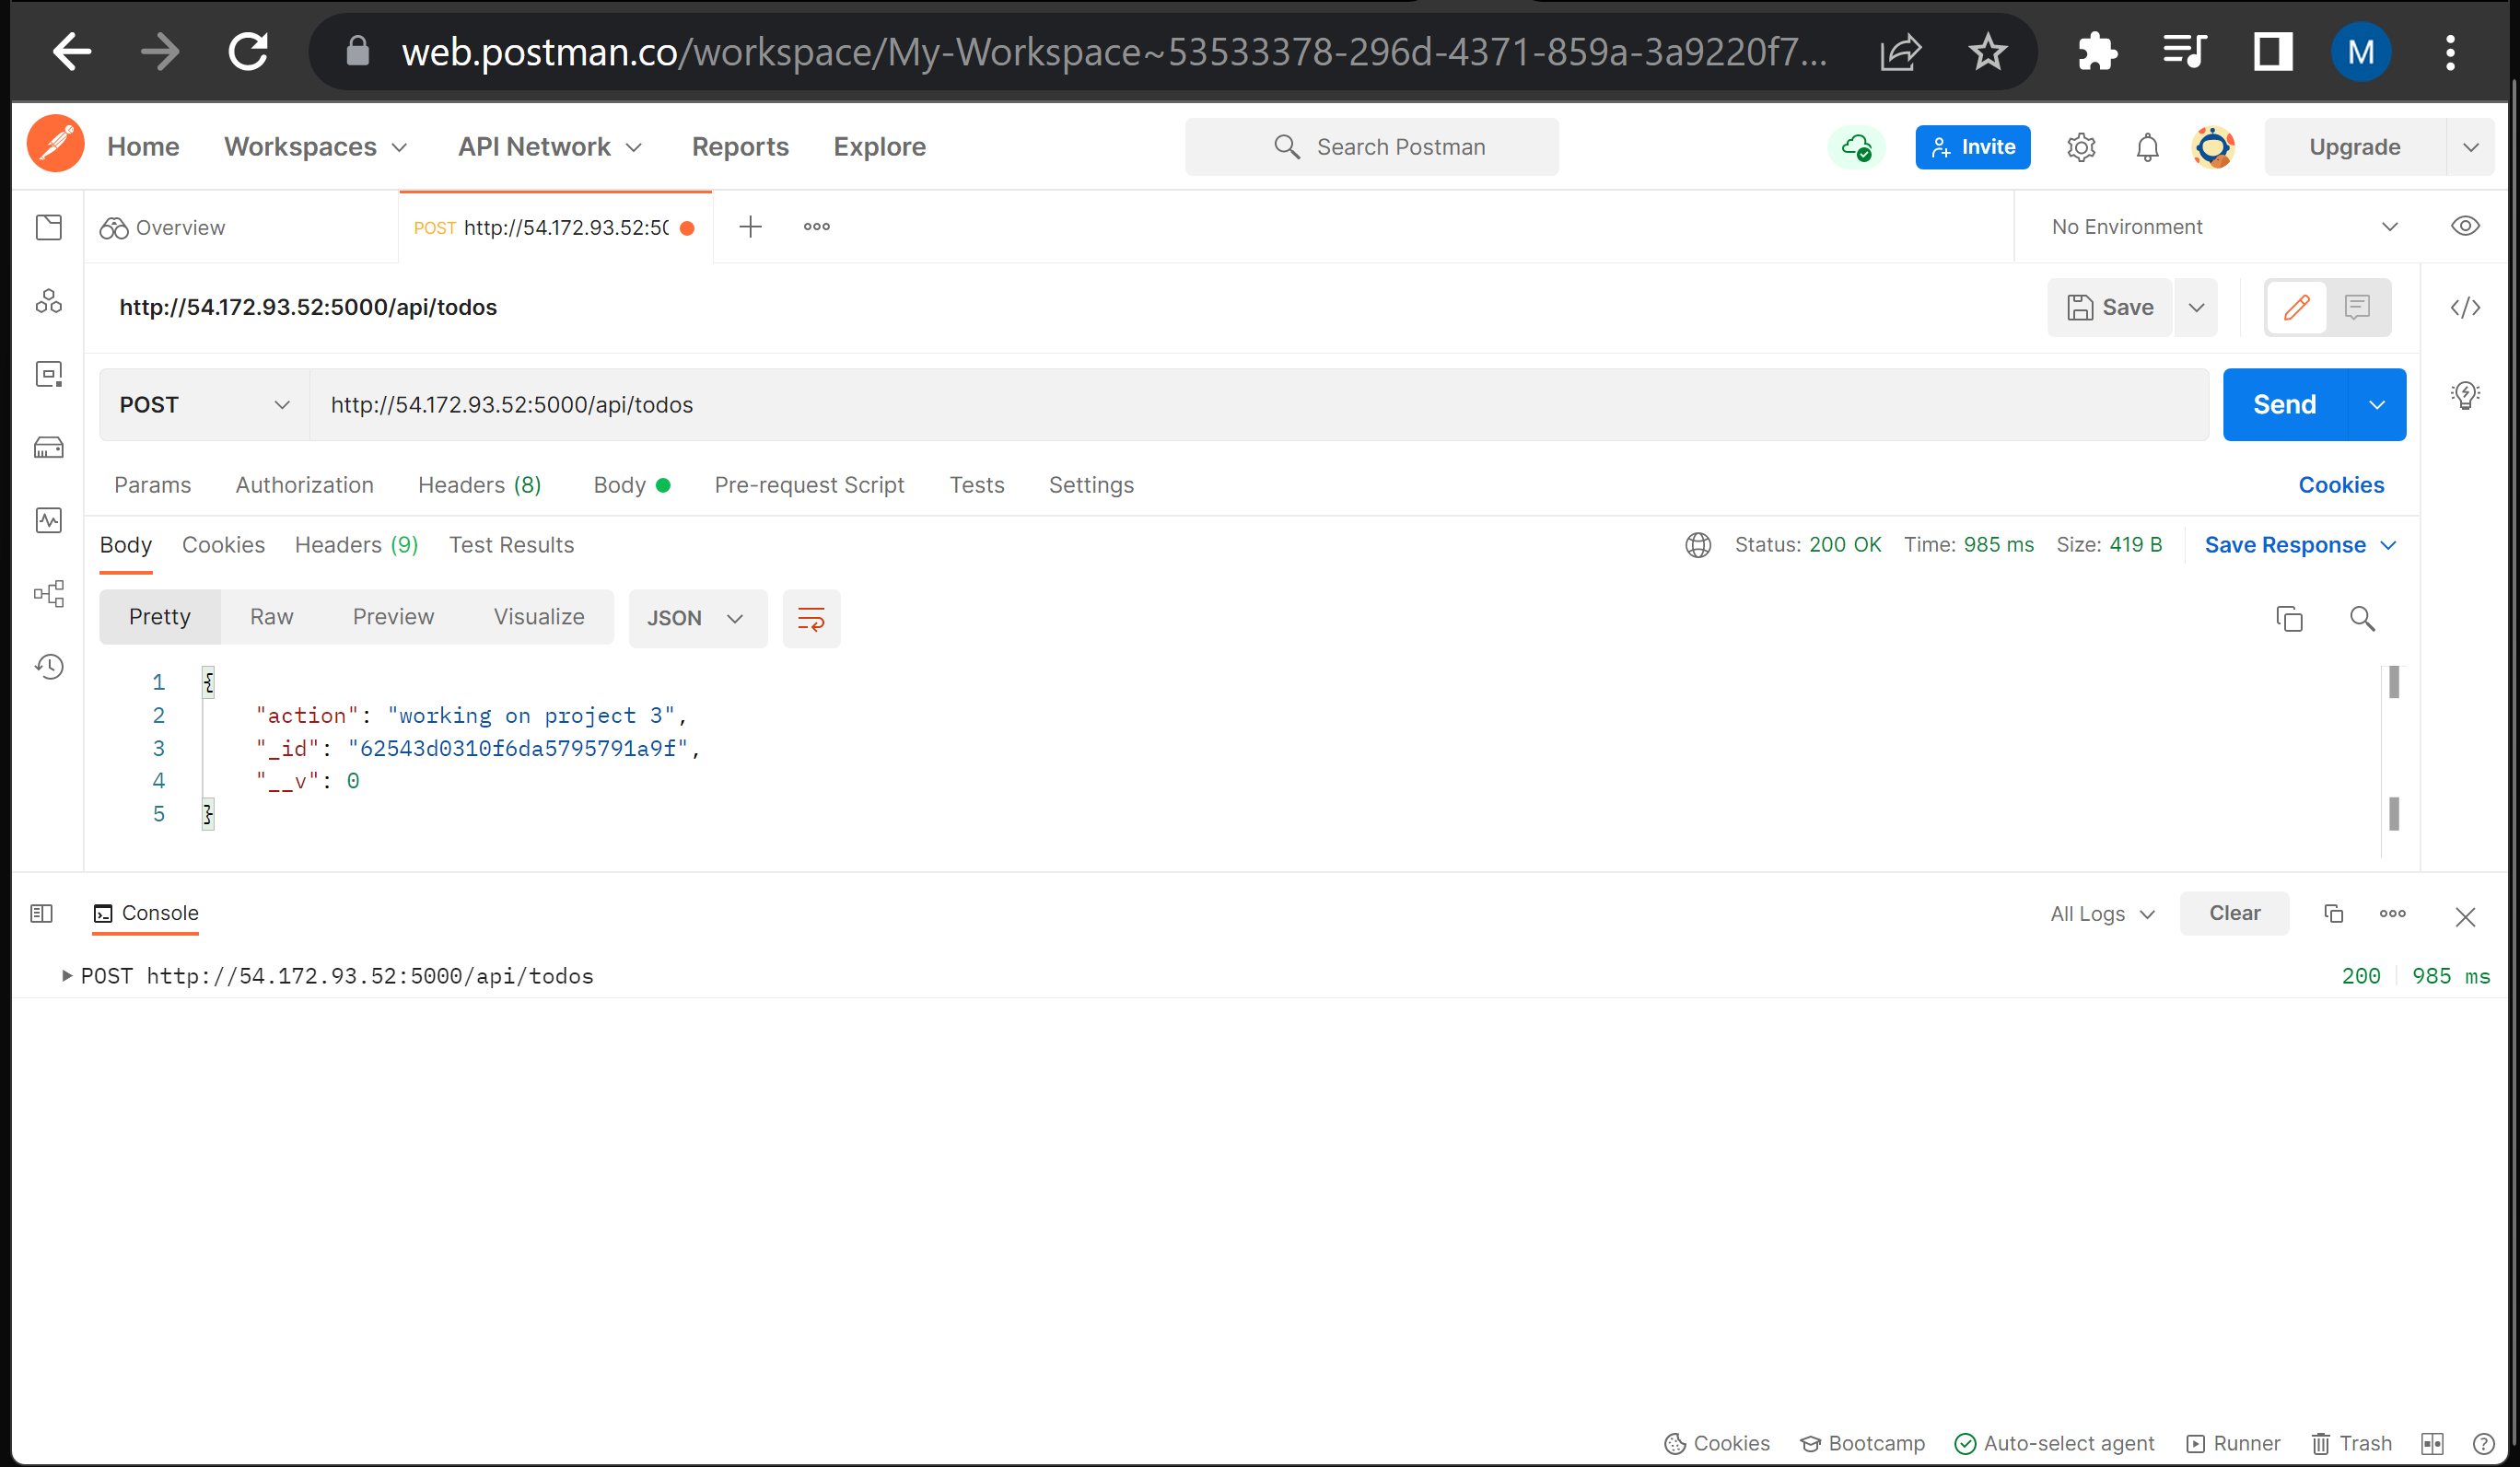 web.postman.co/workspace/My-Workspace~53533378-296d-4371-859a-3a9220f7...
M
Home Workspaces API Network Reports Explore Search Postman Invite Upgrade
Overview POST http://54.172.93.52:50 No Environment
http://54.172.93.52:5000/api/todos Save
POST http://54.172.93.52:5000/api/todos Send
Params Authorization Headers (8) Body Pre-request Script Tests Settings Cookies
Body Cookies Headers (9) Test Results Status: 200 OK Time: 985 ms Size: 419 B Save Response
Pretty Raw Preview Visualize JSON
1 {
2 "action": "working on project 3",
3 "_id": "62543d0310f6da5795791a9f",
4 "__v": 0
5 }
Console All Logs Clear
POST http://54.172.93.52:5000/api/todos 200 985 ms
Cookies Bootcamp Auto-select agent Runner Trash